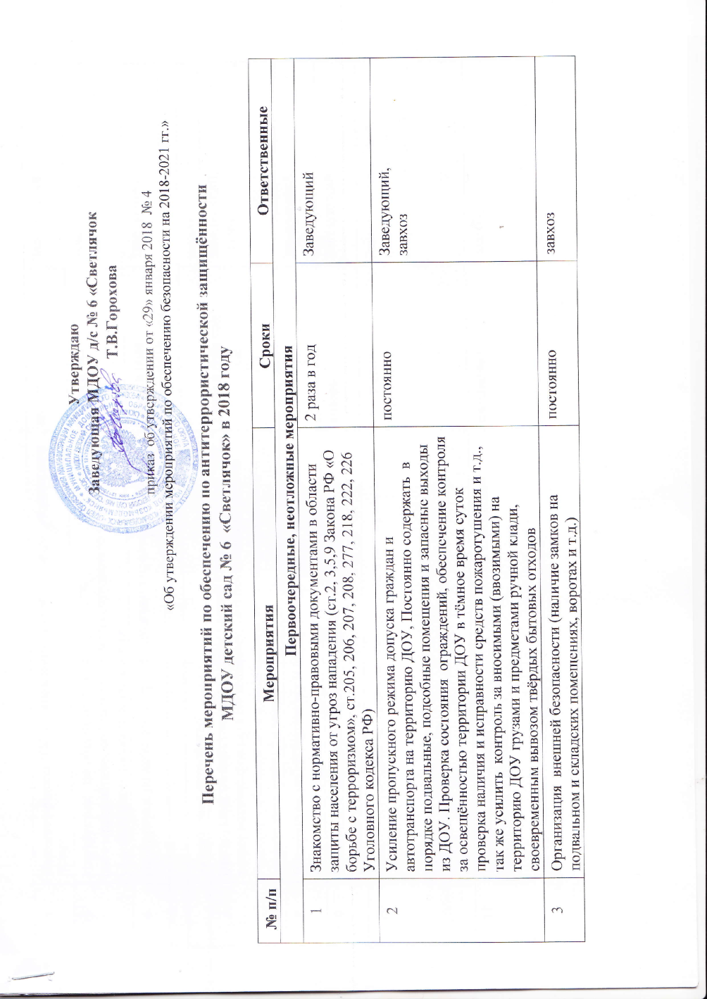 Утверждаю
Заведующая МДОУ д/с № 6 «Светлячок
Т.В.Горохова
приказ об утверждении от «29» января 2018 № 4
«Об утверждении мероприятий по обеспечению безопасности на 2018-2021 гг.»
Перечень мероприятий по обеспечению по антитеррористической защищённости
МДОУ детский сад № 6 «Светлячок» в 2018 году
№ п/п Мероприятия Сроки Ответственные
Первоочередные, неотложные мероприятия
1 Знакомство с нормативно-правовыми документами в области 2 раза в год Заведующий
защиты населения от угроз нападения (ст.2, 3,5,9 Закона РФ «О
борьбе с терроризмом», ст.205, 206, 207, 208, 277, 218, 222, 226
Уголовного кодекса РФ)
2 Усиление пропускного режима допуска граждан и постоянно Заведующий,
автотранспорта на территорию ДОУ, Постоянно содержать в завхоз
порядке подвальные, подсобные помещения и запасные выходы
из ДОУ. Проверка состояния ограждений, обеспечение контроля
за освещённостью территории ДОУ в тёмное время суток
проверка наличия и исправности средств пожаротушения и т.д.,
так же усилить контроль за вносимыми (ввозимыми) на
территорию ДОУ грузами и предметами ручной клади,
своевременным вывозом твёрдых бытовых отходов
3 Организация внешней безопасности (наличие замков на постоянно завхоз
подвальном и складских помещениях, воротах и т.д.)